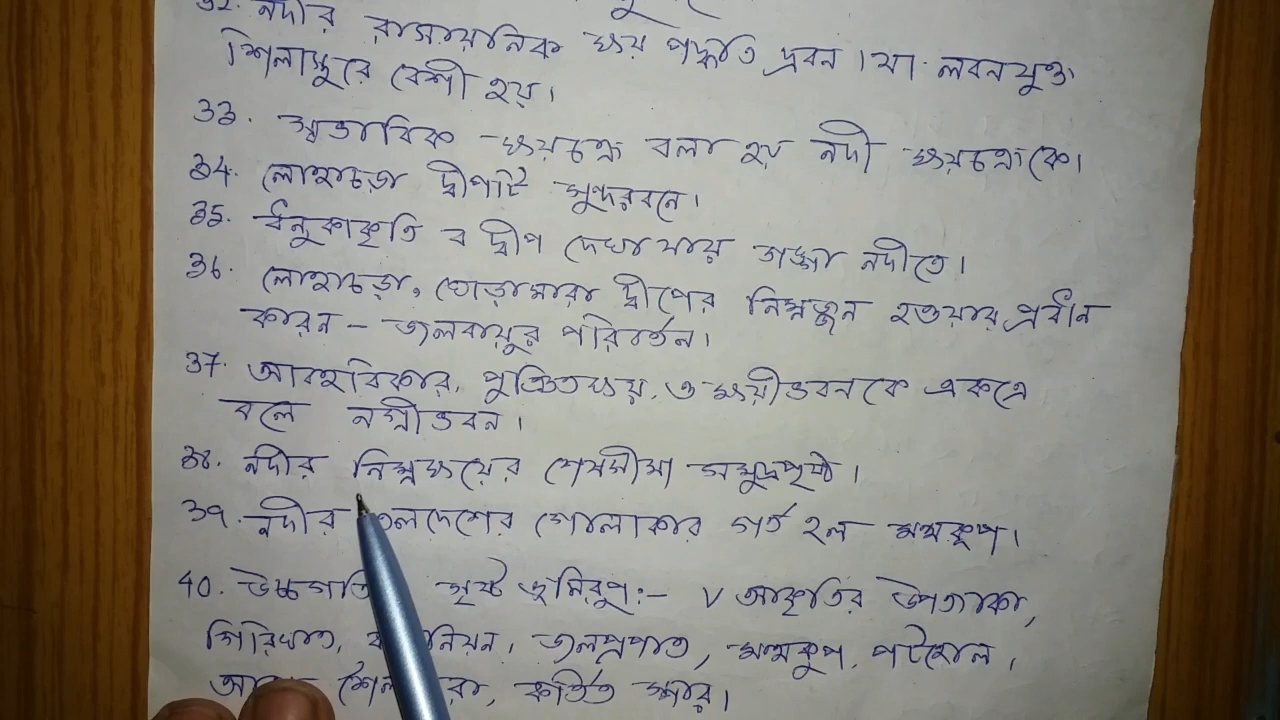 32. নদীর রাসায়নিক ক্ষয় পদ্ধতি দ্রবন। যা লবনযুক্ত
শিলাস্তরে বেশী হয়।
33. স্বাভাবিক ক্ষয়চক্র বলা হয় নদী ক্ষয়চক্রকে।
34. লোহাচড়া দ্বীপটি সুন্দরবনে।
35. ধনুকাকৃতি ব দ্বীপ দেখা যায় গঙ্গা নদীতে।
36. লোহাচড়া, ঘোড়ামারা দ্বীপের নিমজ্জন হওয়ার প্রধান
কারন – জলবায়ুর পরিবর্তন।
37. আবহবিকার, পুঞ্জিতক্ষয়, ও ক্ষয়ীভবনকে একত্রে
বলে নগ্নীভবন।
38. নদীর নিম্নক্ষয়ের শেষসীমা সমুদ্রপৃষ্ঠ।
39. নদীর তলদেশের গোলাকার গর্ত হল মন্থকূপ।
40. উচ্চগতি সৃষ্ট ভূমিরূপ:– V আকৃতির উপত্যকা,
গিরিখাত, জলপ্রপাত, মন্থকূপ, পটহোল,
কর্তিত স্পার।